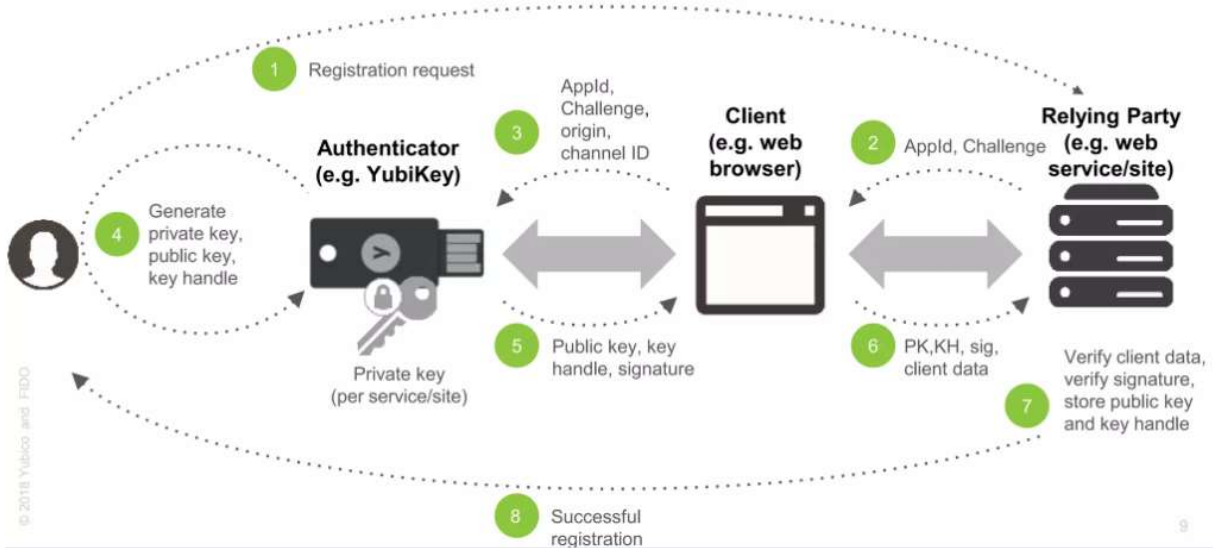 1 Registration request
Authenticator
(e.g. YubiKey)
3
AppId,
Challenge,
origin,
channel ID
Client
(e.g. web
browser)
2 AppId, Challenge
Relying Party
(e.g. web
service/site)
4
Generate
private key,
public key,
key handle
Y
Private key
(per service/site)
5
Public key, key
handle, signature
6
PK,KH, sig,
client data
7
Verify client data,
verify signature,
store public key
and key handle
8
Successful
registration
© 2018 Yubico and FIDO
9